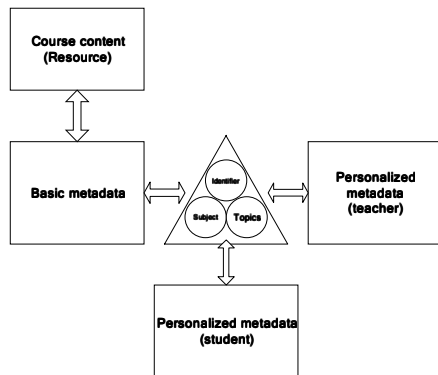 Course content
(Resource)
Basic metadata
Identifier
Subject
Topics
Personalized
metadata
(teacher)
Personalized metadata
(student)